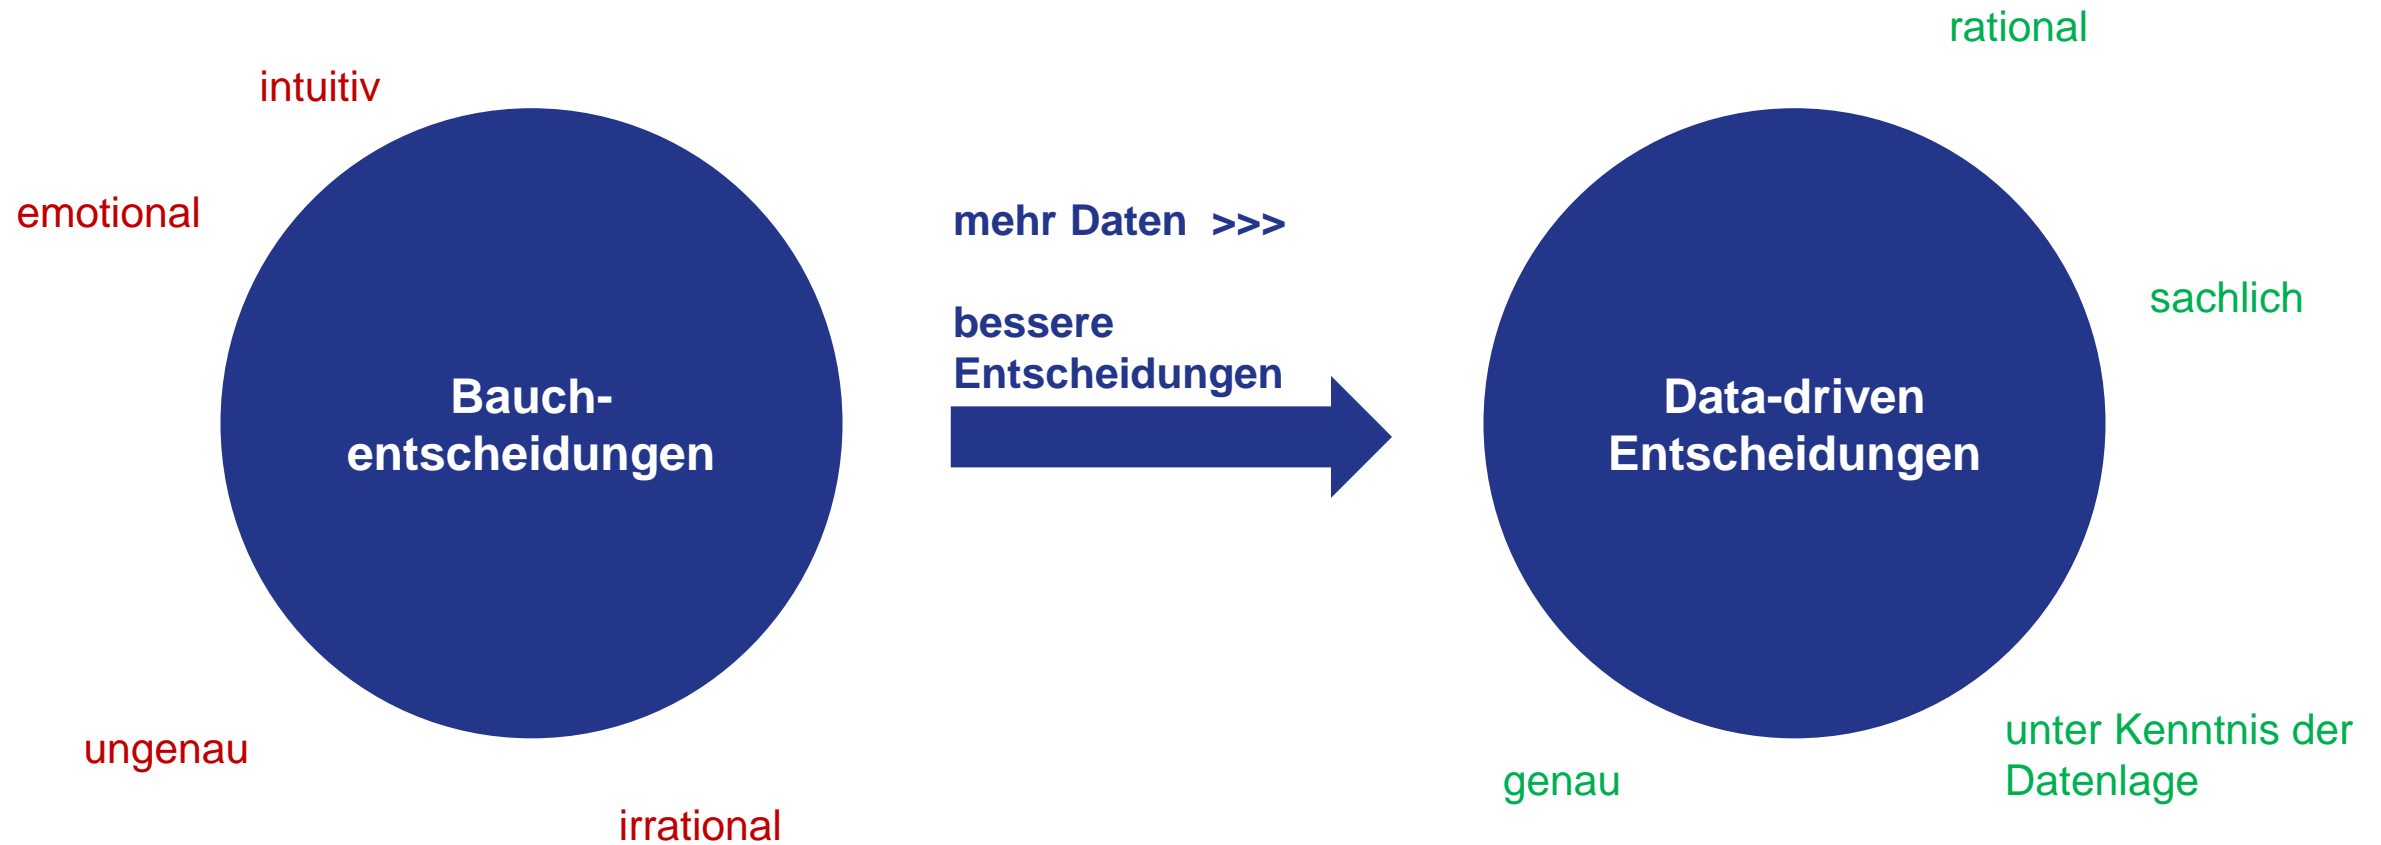 intuitiv
emotional
Bauch-
entscheidungen
ungenau
irrational
mehr Daten  >>>
bessere
Entscheidungen
rational
sachlich
Data-driven
Entscheidungen
genau
unter Kenntnis der
Datenlage